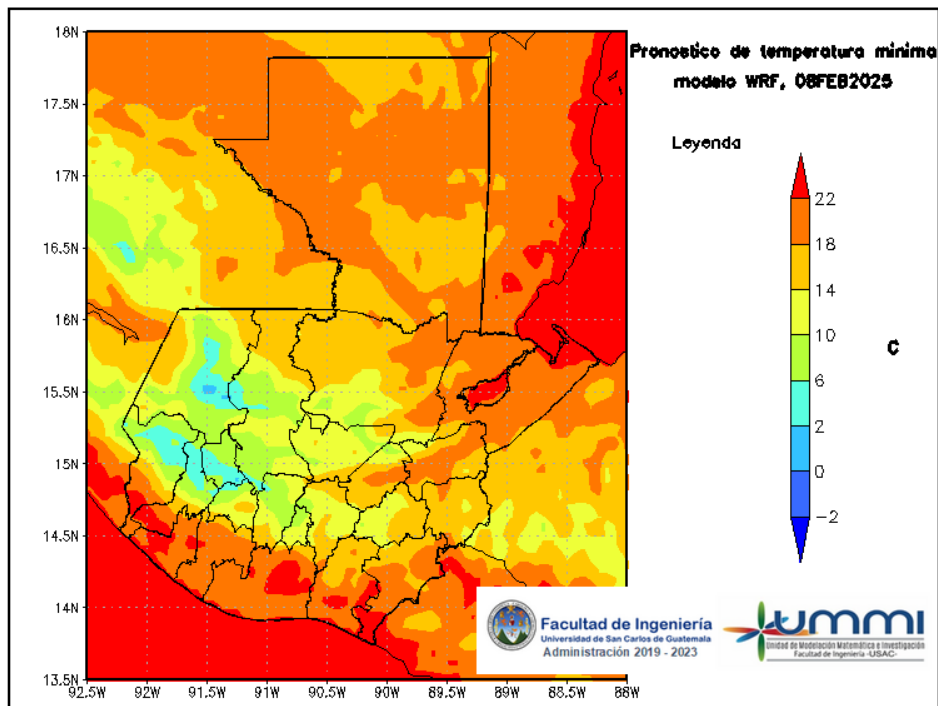 Pronostico de temperatura minima
modelo WRF, 08FEB2025
Leyenda
22
18
14
10
6
2
0
−2
C
18N
17.5N
17N
16.5N
16N
15.5N
15N
14.5N
14N
13.5N
92.5W 92W 91.5W 91W 90.5W 90W 89.5W 89W 88.5W 88W
Facultad de Ingeniería
Universidad de San Carlos de Guatemala
Administración 2019 - 2023
UMMI
Unidad de Modelación Matemática e Investigación
Facultad de Ingeniería -USAC-